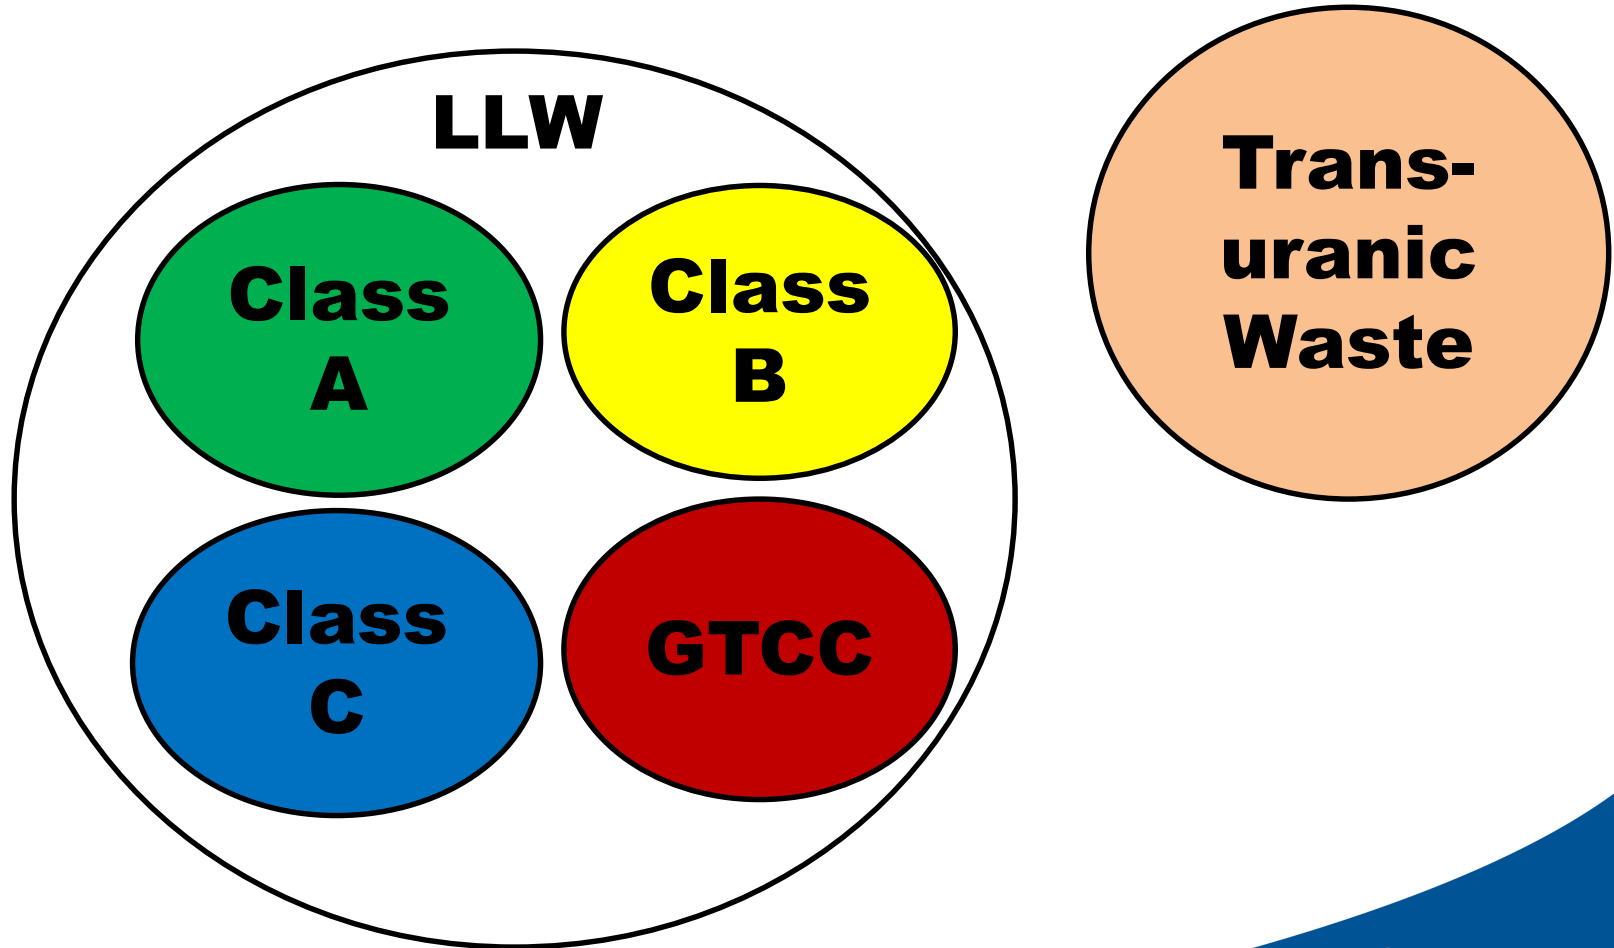 LLW
Class
A
Class
B
Class
C
GTCC
Trans-
uranic
Waste